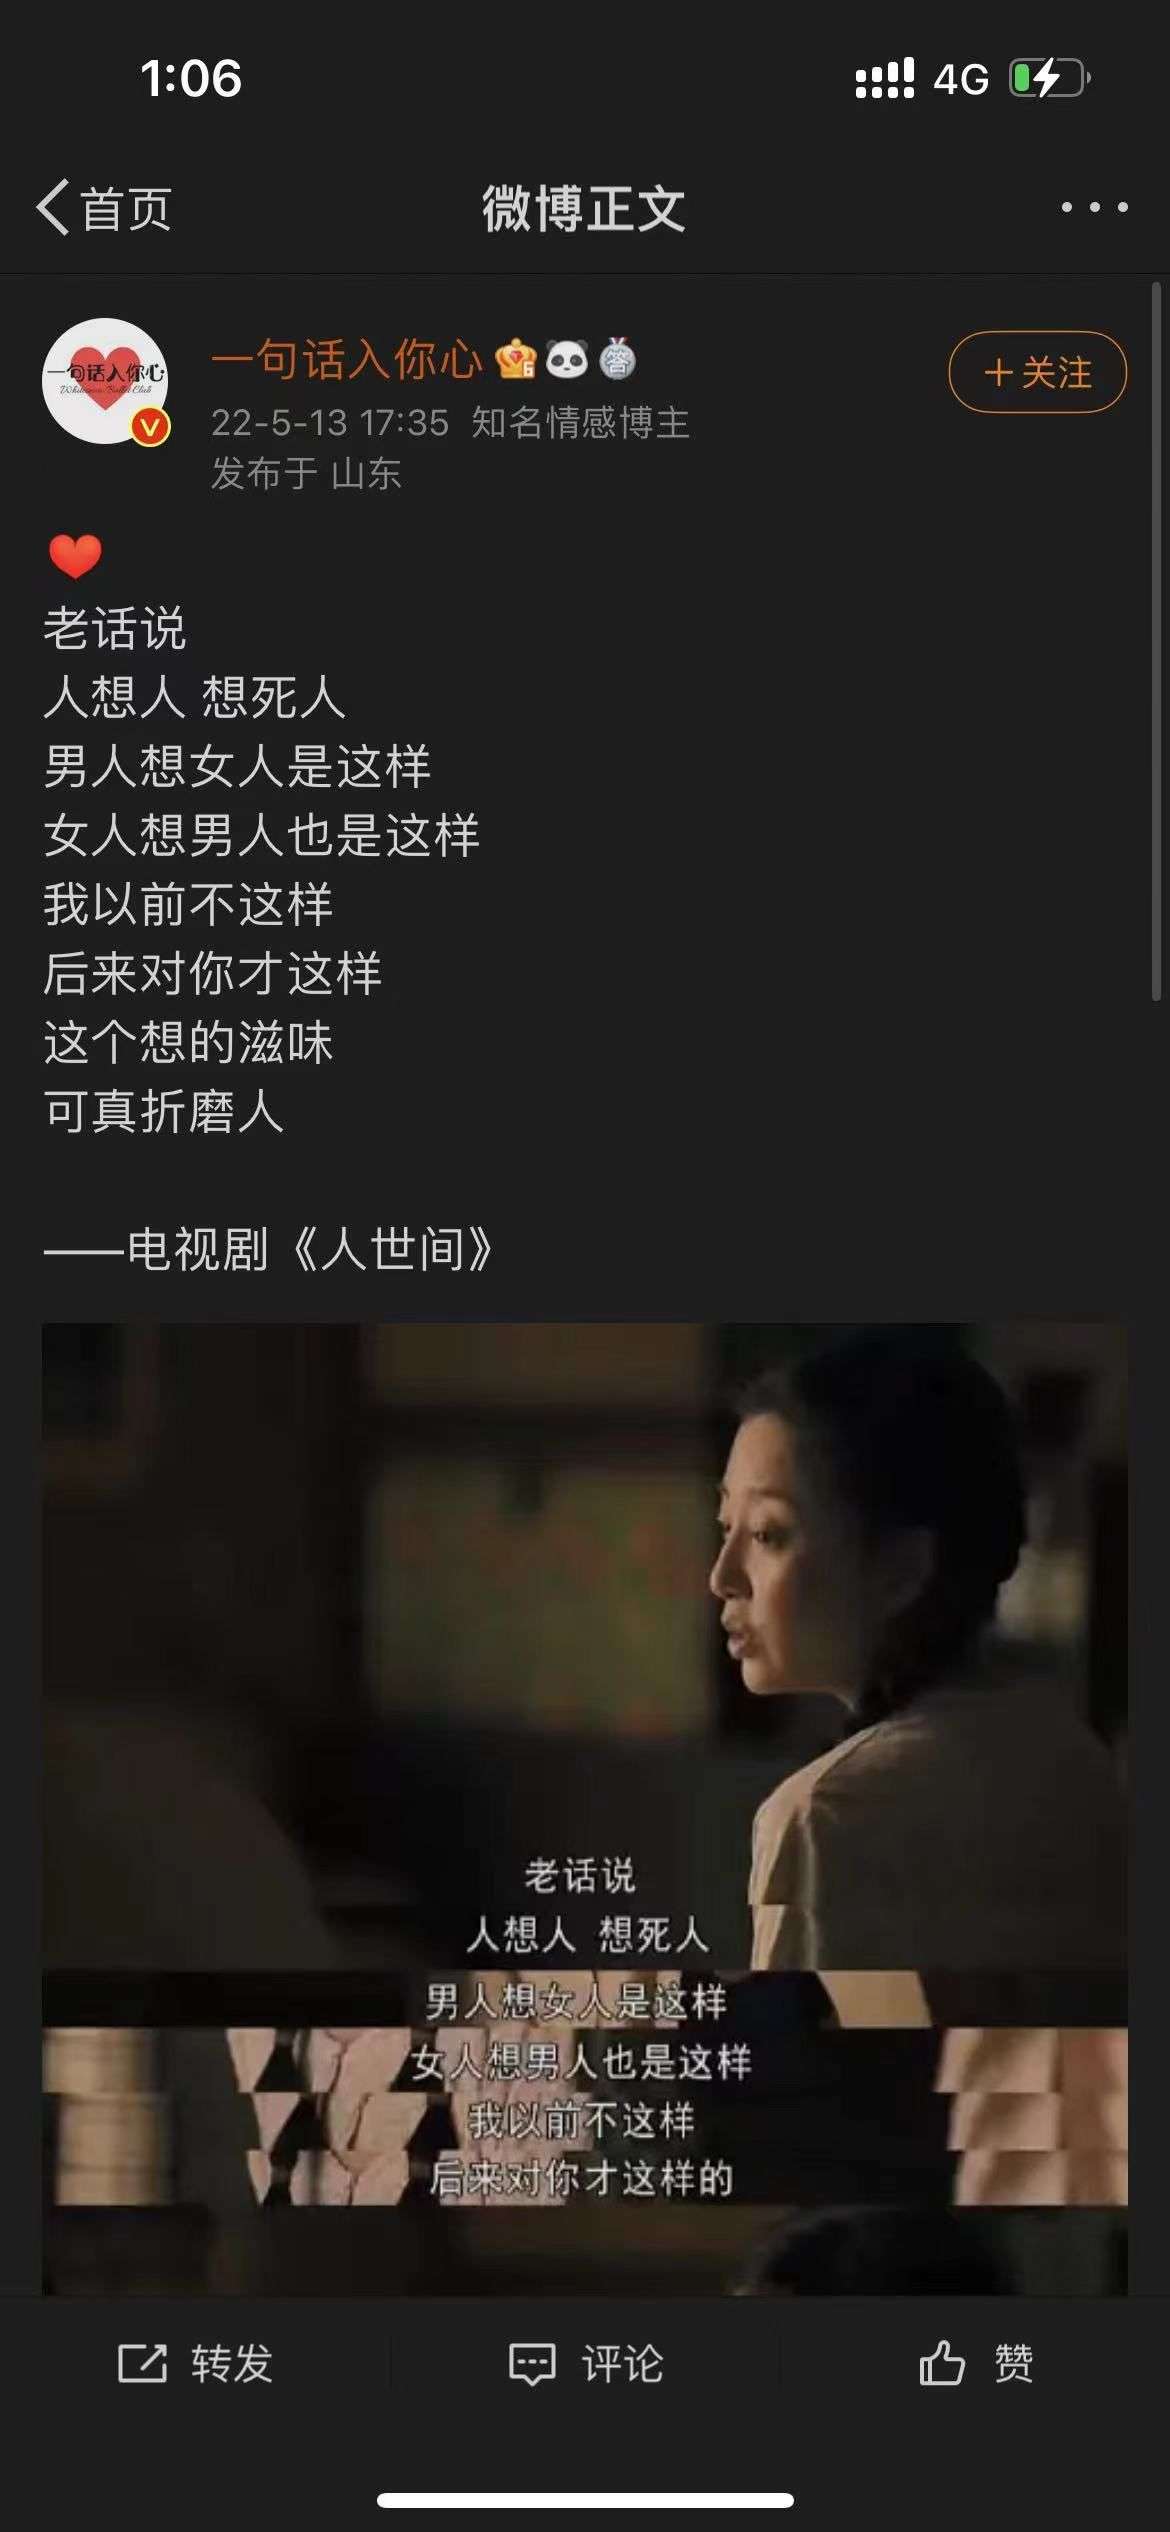 1:06 4G
首页 微博正文
一句话入你心
一句话入你心
+关注
22-5-13 17:35 知名情感博主
发布于 山东
老话说
人想人 想死人
男人想女人是这样
女人想男人也是这样
我以前不这样
后来对你才这样
这个想的滋味
可真折磨人
——电视剧《人世间》
老话说
人想人 想死人
男人想女人是这样
女人想男人也是这样
我以前不这样
后来对你才这样的
转发 评论 赞